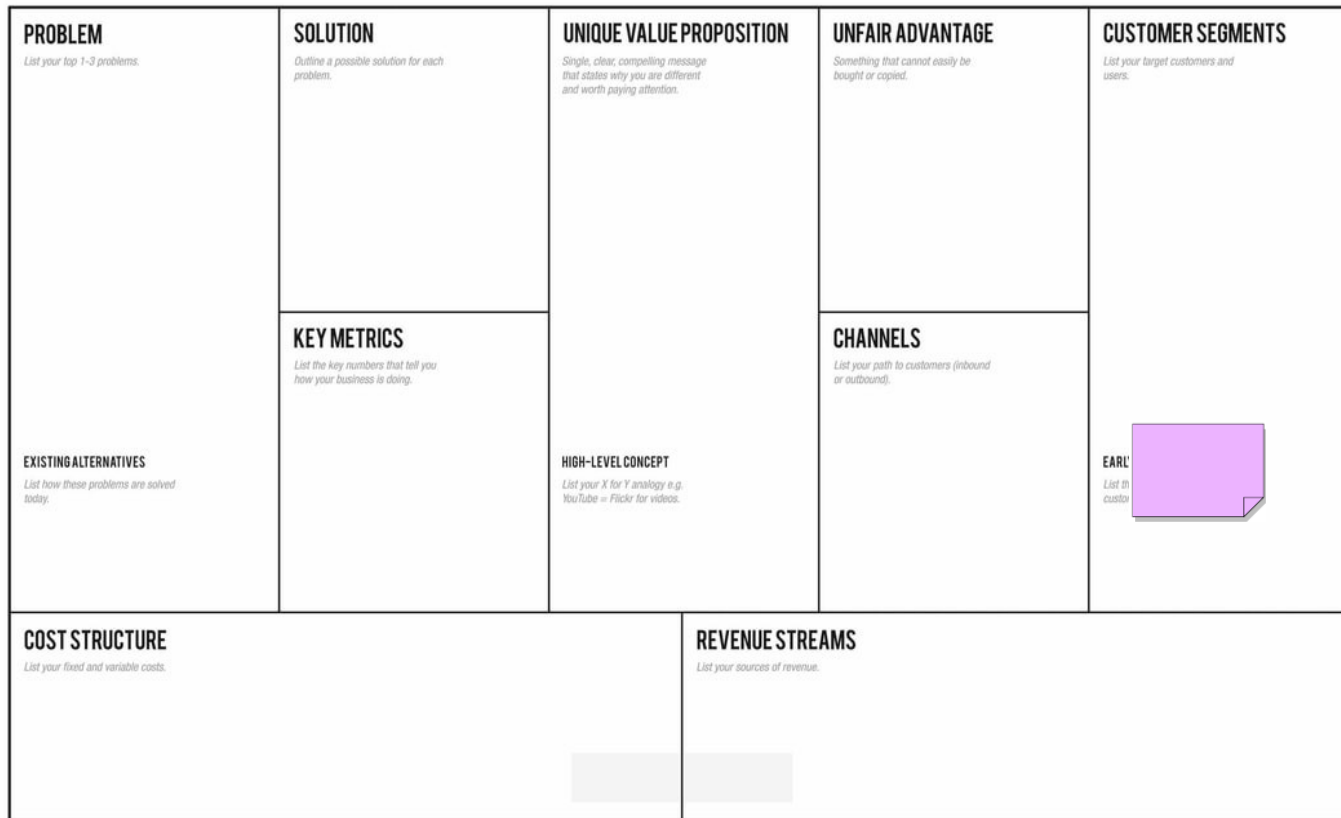 PROBLEM
List your top 1-3 problems.
EXISTING ALTERNATIVES
List how these problems are solved
today.
SOLUTION
Outline a possible solution for each
problem.
KEY METRICS
List the key numbers that tell you
how your business is doing.
UNIQUE VALUE PROPOSITION
Single, clear, compelling message
that states why you are different
and worth paying attention.
HIGH-LEVEL CONCEPT
List your X for Y analogy e.g.
YouTube = Flickr for videos.
UNFAIR ADVANTAGE
Something that cannot easily be
bought or copied.
CHANNELS
List your path to customers (inbound
or outbound).
CUSTOMER SEGMENTS
List your target customers and
users.
List
COST STRUCTURE
List your fixed and variable costs.
REVENUE STREAMS
List your sources of revenue.